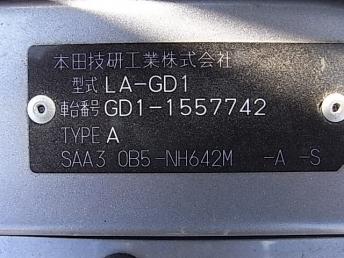 本田技研工業株式会社
型式 LA-GD1
車台番号 GD1-1557742
TYPE A
SAA3 0B5-NH642M -A -S